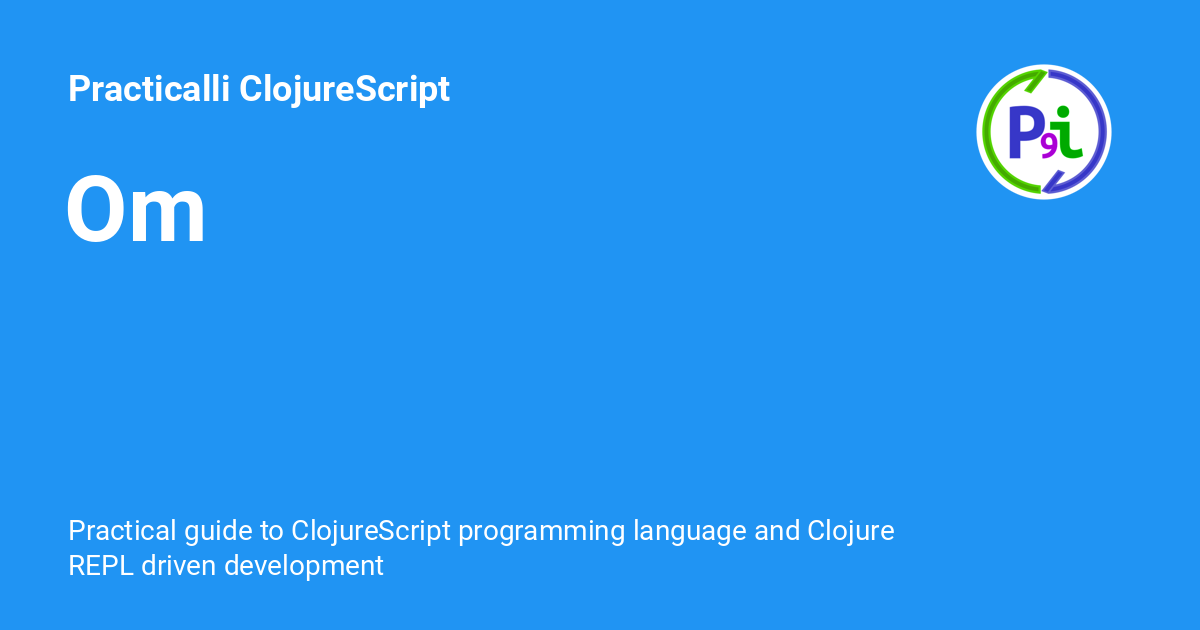 Practicalli ClojureScript
P9i
Om
Practical guide to ClojureScript programming language and Clojure
REPL driven development